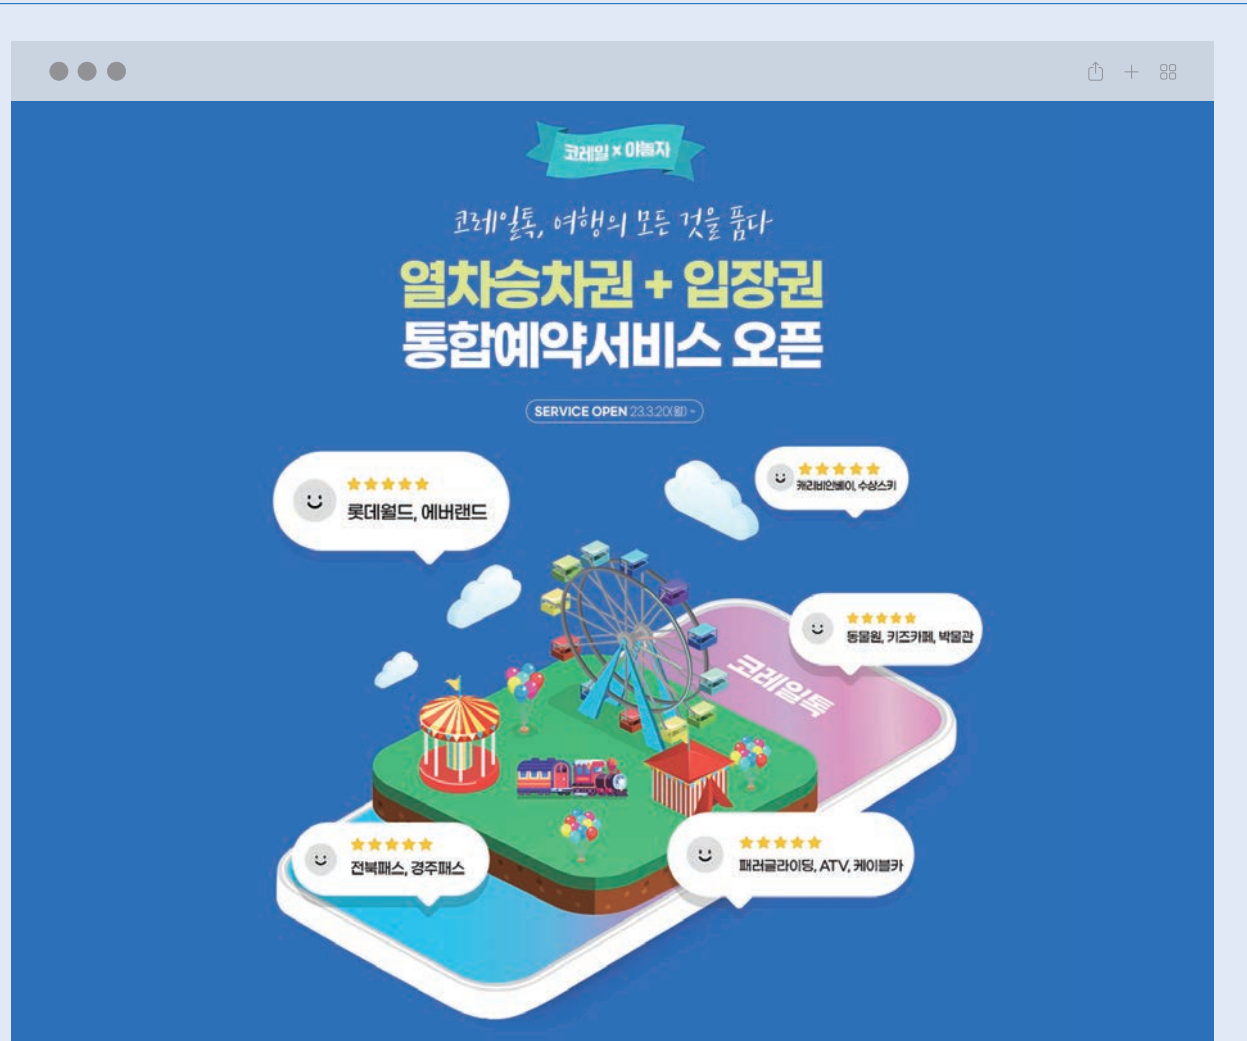 코레일 × 야놀자
코레일톡, 여행의 모든 것을 품다
열차승차권 + 입장권
통합예약서비스 오픈
SERVICE OPEN 23.3.20(월) ~
롯데월드, 에버랜드
캐리비안베이, 수상스키
동물원, 키즈카페, 박물관
코레일톡
전북패스, 경주패스
패러글라이딩, ATV, 케이블카